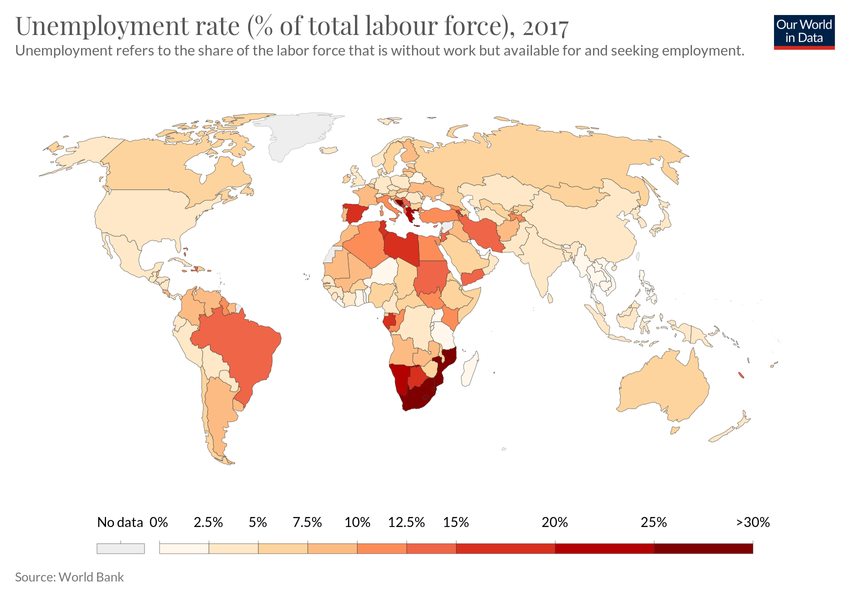 Unemployment rate (% of total labour force), 2017
Unemployment refers to the share of the labor force that is without work but available for and seeking employment.
Our World
in Data
No data 0% 2.5% 5% 7.5% 10% 12.5% 15% 20% 25% >30%
Source: World Bank